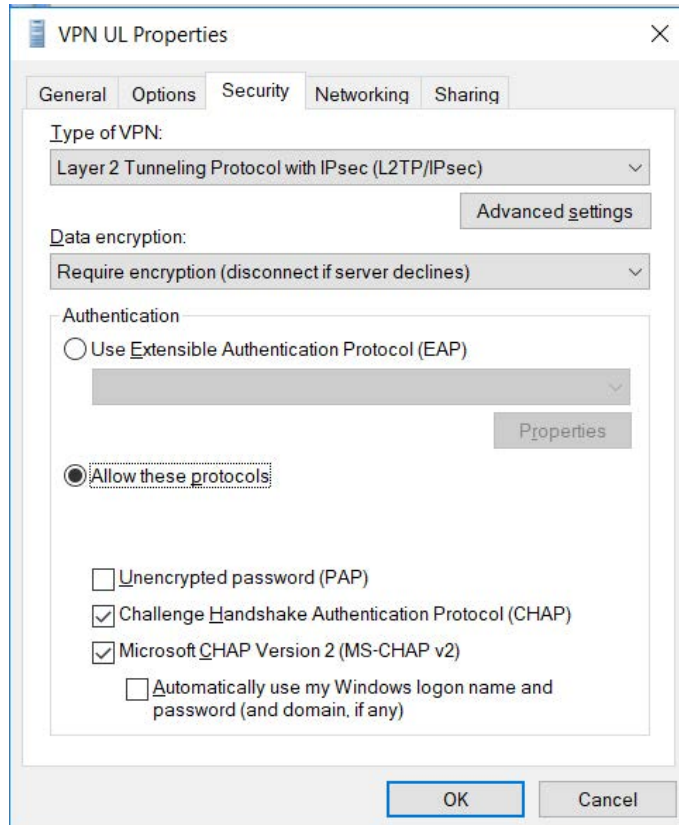 VPN UL Properties
General Options Security Networking Sharing
Type of VPN:
Layer 2 Tunneling Protocol with IPsec (L2TP/IPsec)
Advanced settings
Data encryption:
Require encryption (disconnect if server declines)
Authentication
Use Extensible Authentication Protocol (EAP)
Properties
Allow these protocols
Unencrypted password (PAP)
Challenge Handshake Authentication Protocol (CHAP)
Microsoft CHAP Version 2 (MS-CHAP v2)
Automatically use my Windows logon name and
password (and domain, if any)
OK Cancel